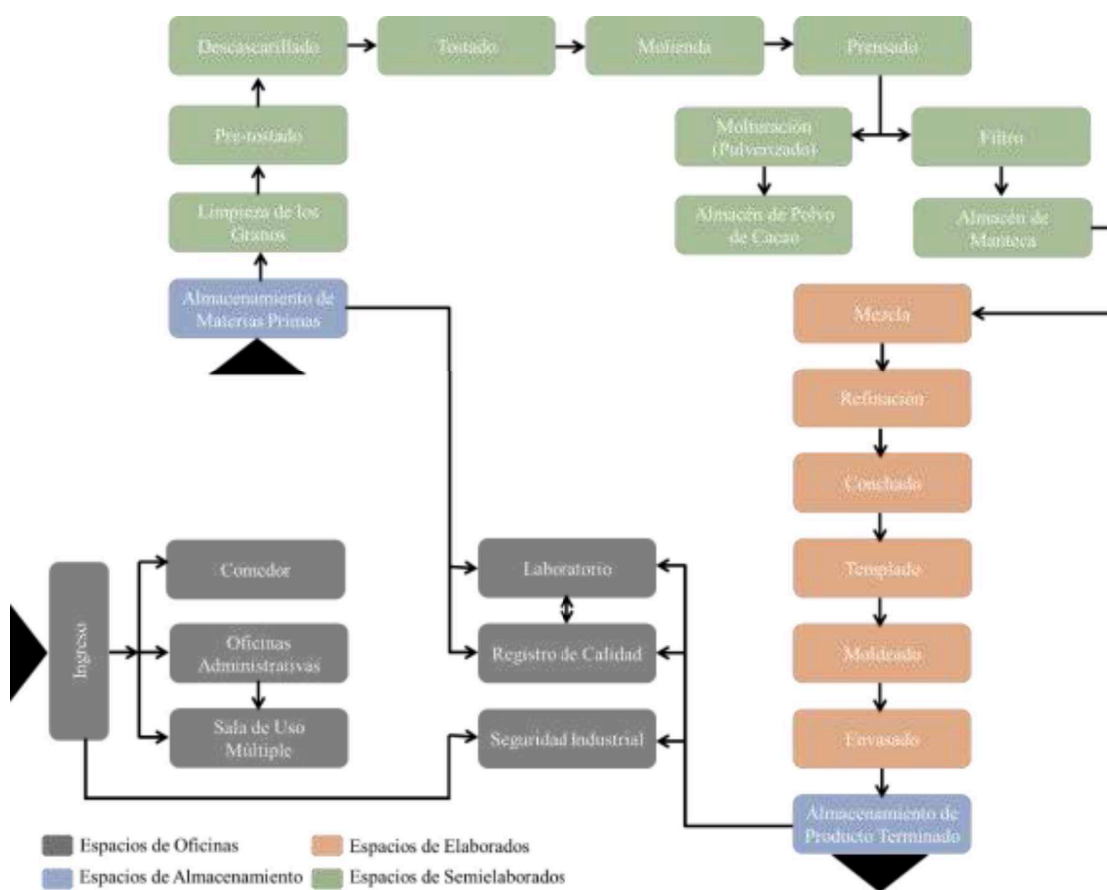 Descascarillado
Tostado
Molienda
Prensado
Pre-tostado
Molturación
(Pulverizado)
Filtro
Limpieza de los
Granos
Almacén de Polvo
de Cacao
Almacén de
Manteca
Almacenamiento de
Materias Primas
Mezcla
Refinación
Conchado
Templado
Moldeado
Envasado
Almacenamiento de
Producto Terminado
Ingreso
Comedor
Oficinas
Administrativas
Sala de Uso
Múltiple
Laboratorio
Registro de Calidad
Seguridad Industrial
Espacios de Oficinas
Espacios de Elaborados
Espacios de Almacenamiento
Espacios de Semielaborados